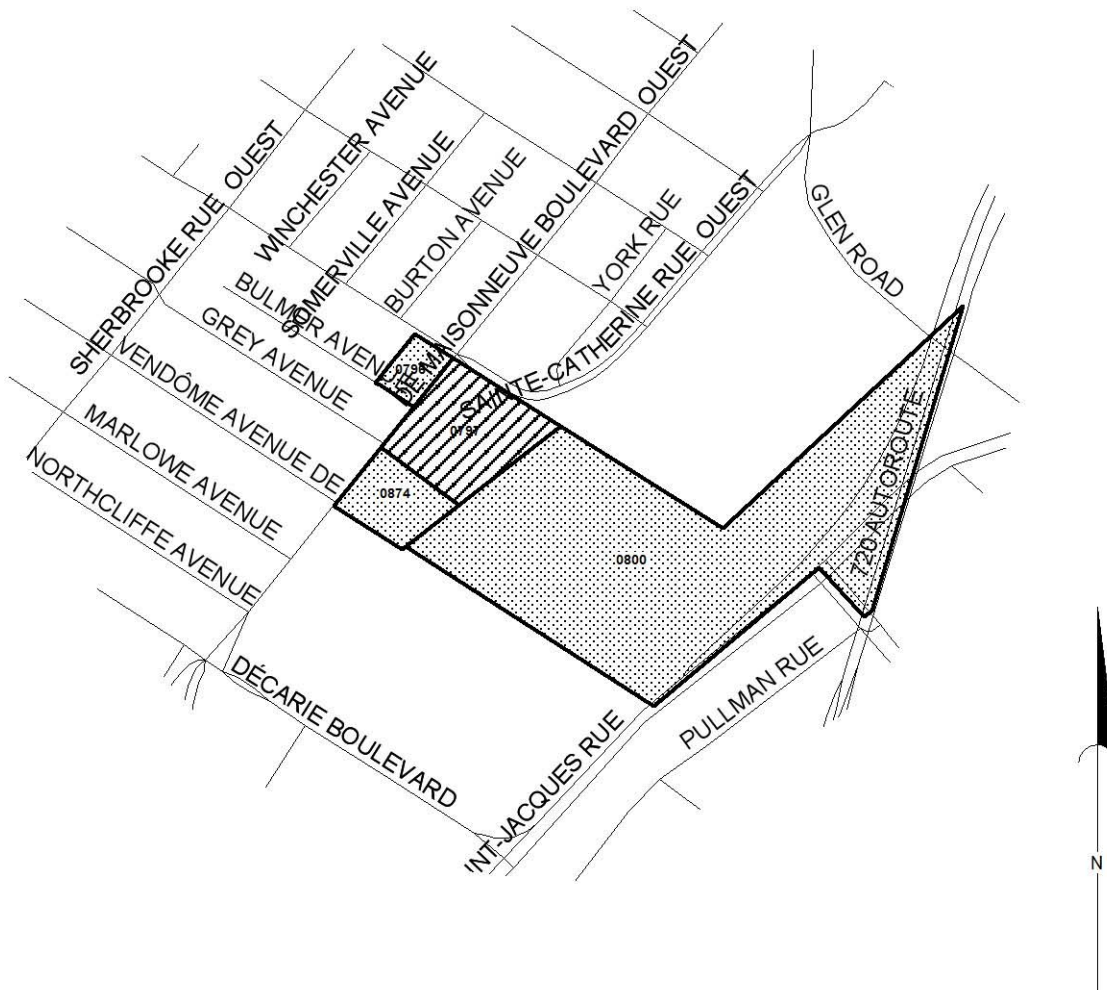 WINCHESTER AVENUE
SHERBROOKE RUE OUEST
SOMERVILLE AVENUE
BURTON AVENUE
DE MAISONNEUVE BOULEVARD OUEST
YORK RUE
SAINTE-CATHERINE RUE OUEST
GLEN ROAD
BULMER AVENUE
GREY AVENUE
VENDÔME AVENUE DE
MARLOWE AVENUE
NORTHCLIFFE AVENUE
0797
0874
0800
720 AUTOROUTE
DÉCARIE BOULEVARD
INT-JACQUES RUE
PULLMAN RUE
N